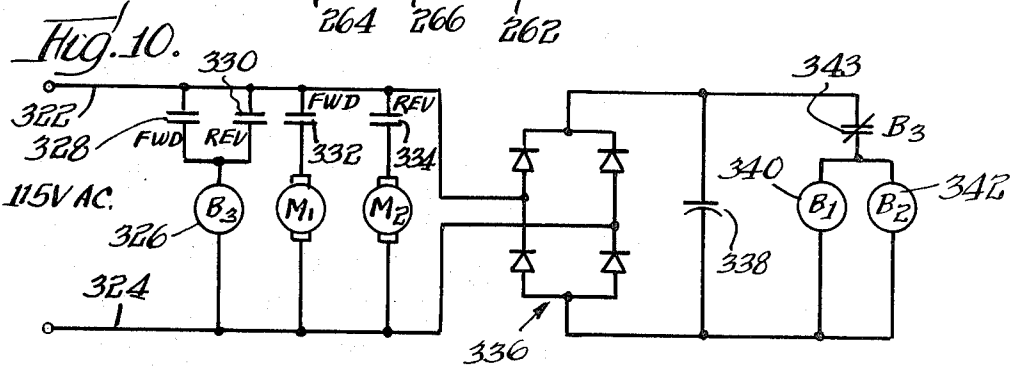 264 266 262
Fig. 10.
330
343
322
FWD
REV
328
FWD
REV
332
334
B3
115V AC.
326
B3
M1
M2
340
B1
B2
342
338
324
336